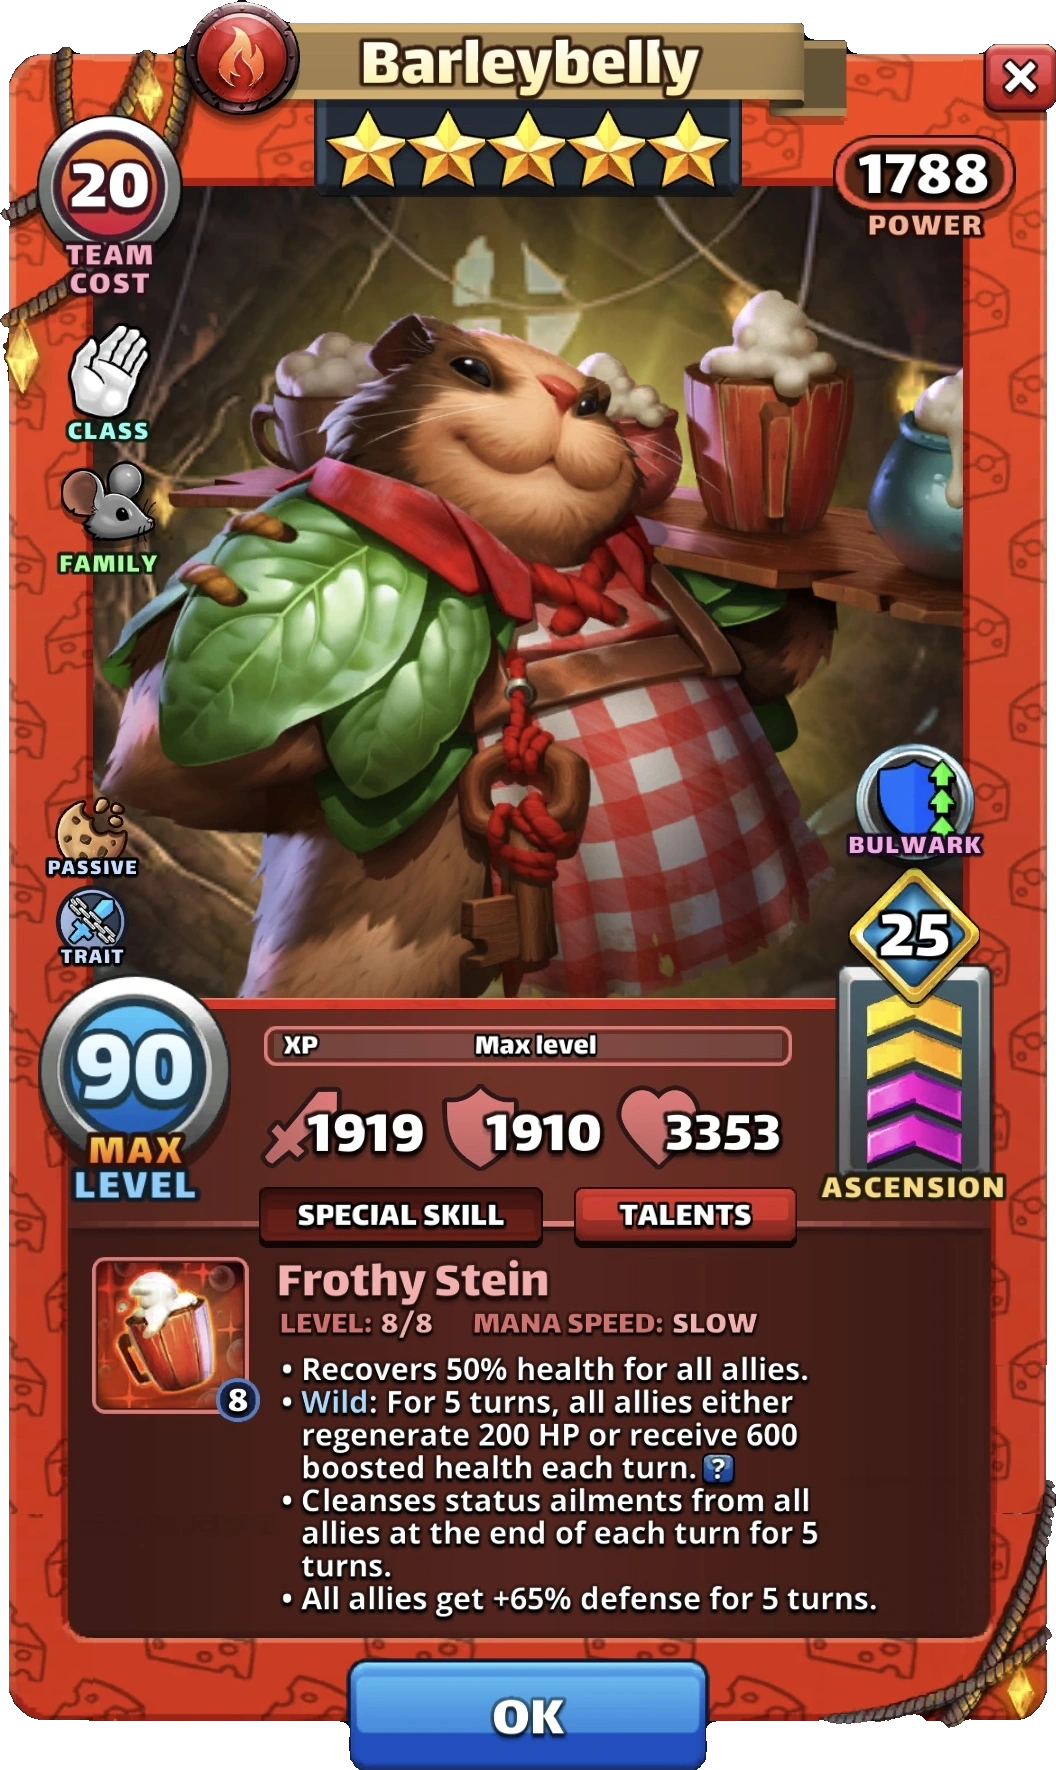 Barleybelly
20
TEAM
COST
1788
POWER
CLASS
FAMILY
PASSIVE
TRAIT
BULWARK
25
90
MAX
LEVEL
XP Max level
1919 1910 3353
ASCENSION
SPECIAL SKILL TALENTS
Frothy Stein
LEVEL: 8/8 MANA SPEED: SLOW
8
• Recovers 50% health for all allies.
• Wild: For 5 turns, all allies either
regenerate 200 HP or receive 600
boosted health each turn. ?
• Cleanses status ailments from all
allies at the end of each turn for 5
turns.
• All allies get +65% defense for 5 turns.
OK